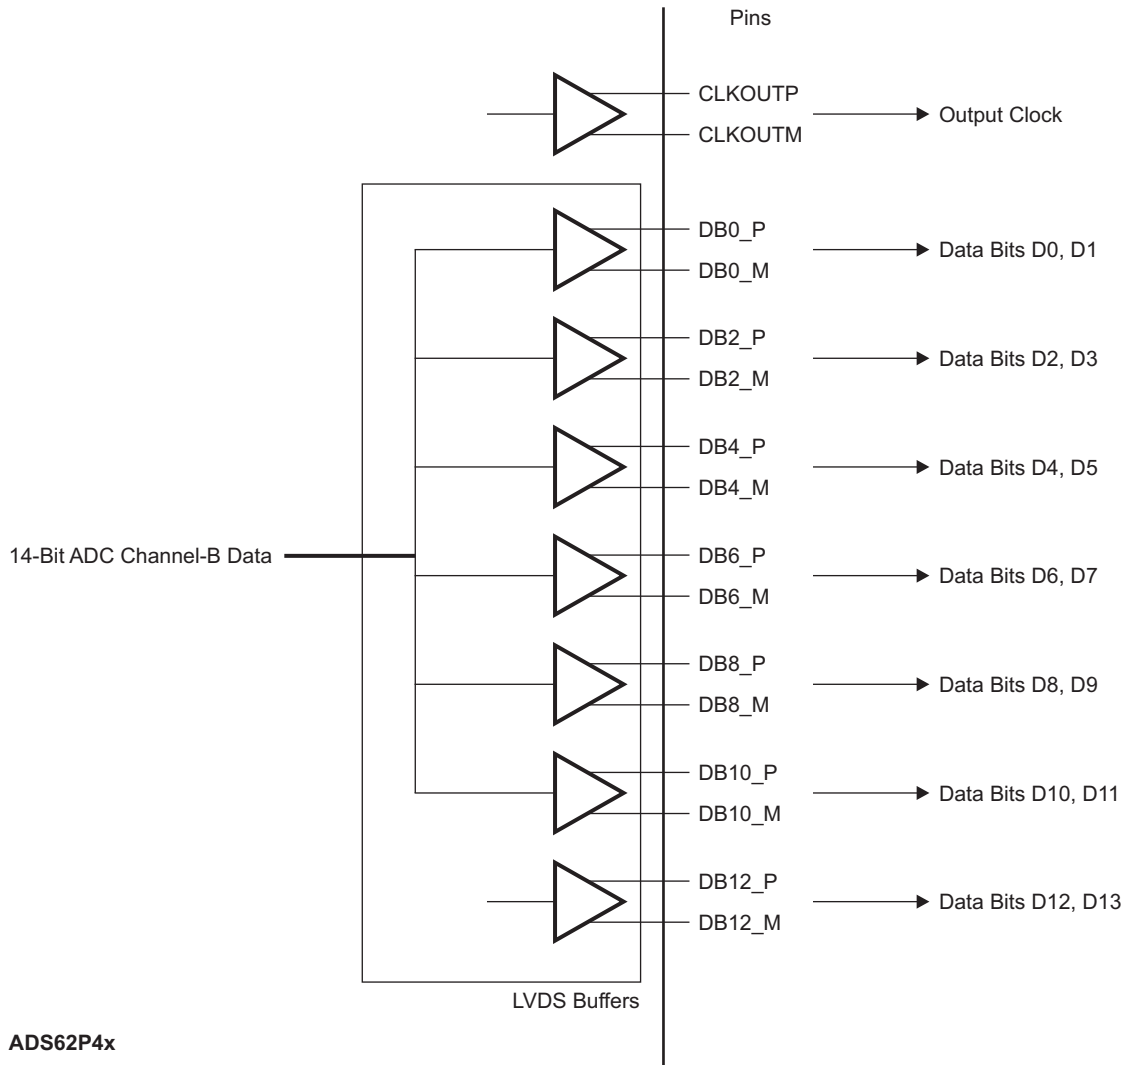 Pins
CLKOUTP
CLKOUTM
Output Clock
DB0_P
DB0_M
Data Bits D0, D1
DB2_P
DB2_M
Data Bits D2, D3
DB4_P
DB4_M
Data Bits D4, D5
14-Bit ADC Channel-B Data
DB6_P
DB6_M
Data Bits D6, D7
DB8_P
DB8_M
Data Bits D8, D9
DB10_P
DB10_M
Data Bits D10, D11
DB12_P
DB12_M
Data Bits D12, D13
LVDS Buffers
ADS62P4x